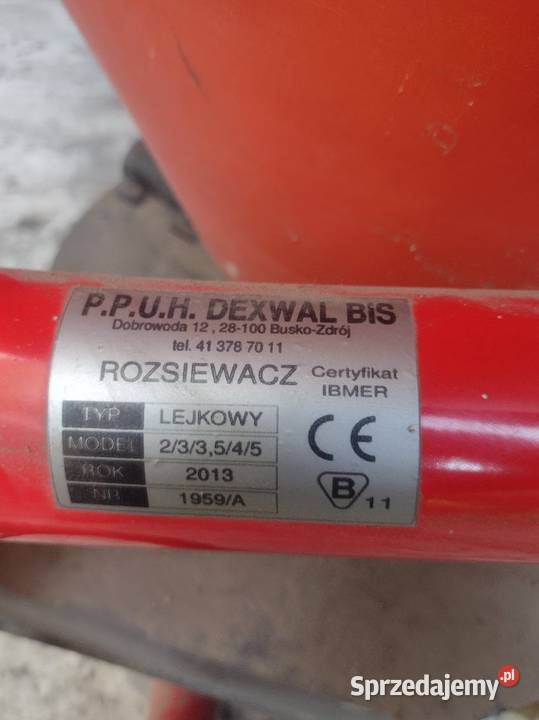 P.P.U.H. DEXWAL BIS
Dobrowoda 12 , 28-100 Busko-Zdrój
tel. 41 378 70 11
ROZSIEWACZ Certyfikat
IBMER
TYP LEJKOWY
MODEL 2/3/3,5/4/5
ROK 2013
NR 1959/A
CE
B 11
Sprzedajemy.pl